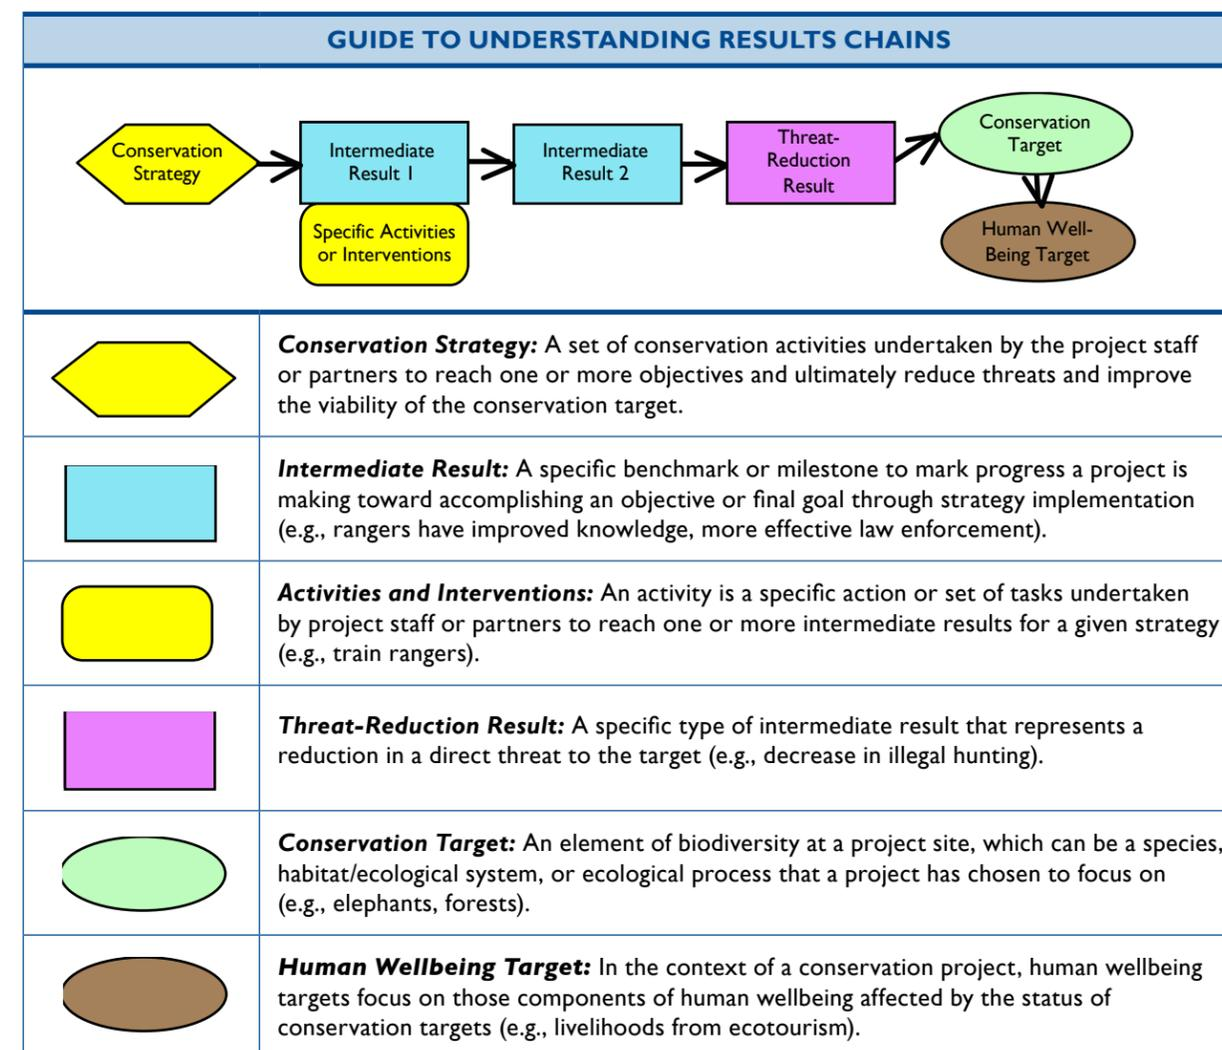 GUIDE TO UNDERSTANDING RESULTS CHAINS
Conservation
Strategy
Intermediate
Result 1
Specific Activities
or Interventions
Intermediate
Result 2
Threat-
Reduction
Result
Conservation
Target
Human Well-
Being Target
Conservation Strategy: A set of conservation activities undertaken by the project staff
or partners to reach one or more objectives and ultimately reduce threats and improve
the viability of the conservation target.
Intermediate Result: A specific benchmark or milestone to mark progress a project is
making toward accomplishing an objective or final goal through strategy implementation
(e.g., rangers have improved knowledge, more effective law enforcement).
Activities and Interventions: An activity is a specific action or set of tasks undertaken
by project staff or partners to reach one or more intermediate results for a given strategy
(e.g., train rangers).
Threat-Reduction Result: A specific type of intermediate result that represents a
reduction in a direct threat to the target (e.g., decrease in illegal hunting).
Conservation Target: An element of biodiversity at a project site, which can be a species,
habitat/ecological system, or ecological process that a project has chosen to focus on
(e.g., elephants, forests).
Human Wellbeing Target: In the context of a conservation project, human wellbeing
targets focus on those components of human wellbeing affected by the status of
conservation targets (e.g., livelihoods from ecotourism).